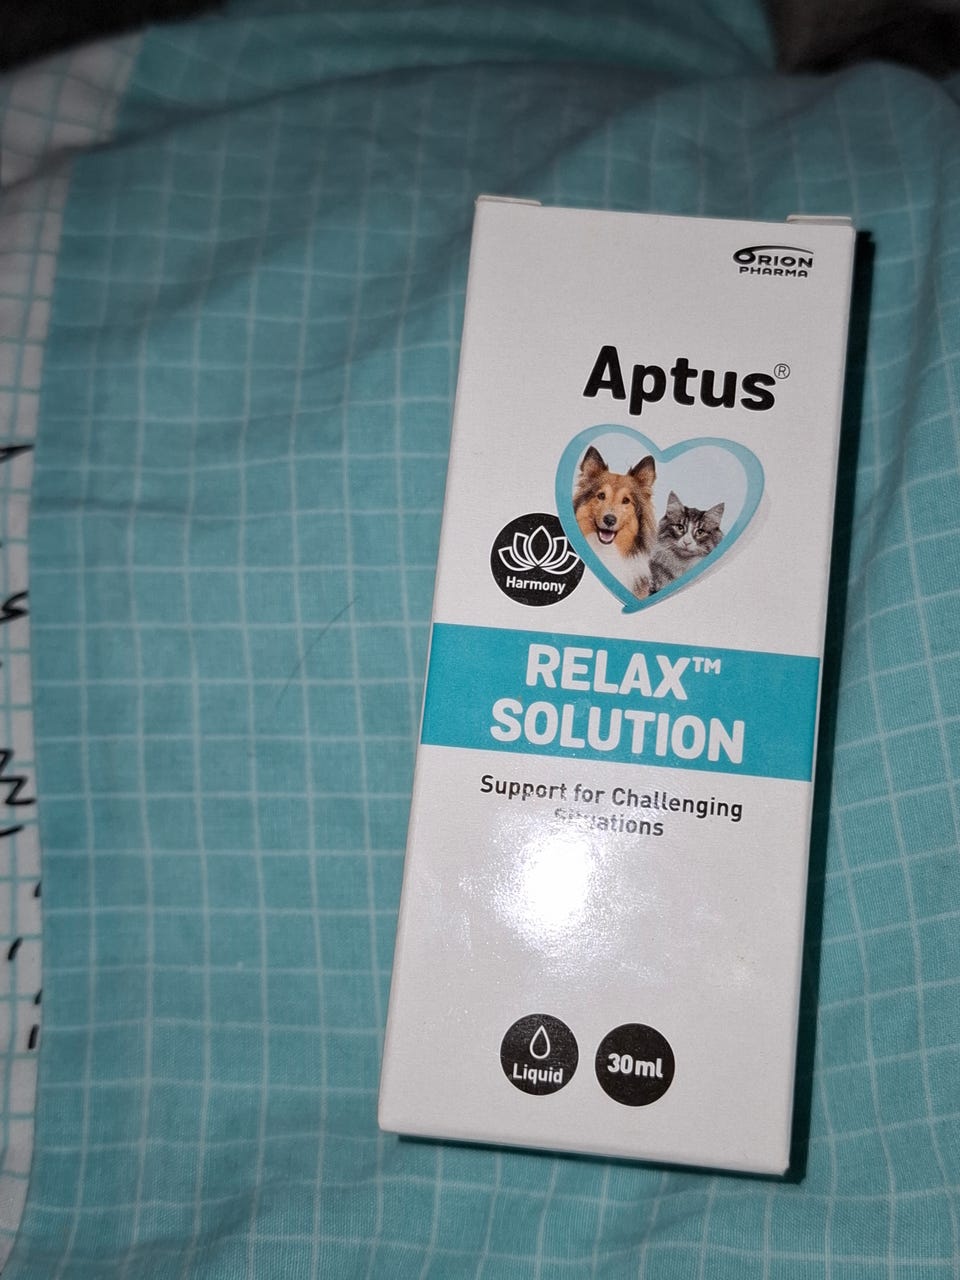 ORION
PHARMA
Aptus®
Harmony
RELAX™
SOLUTION
Support for Challenging
Situations
Liquid
30ml